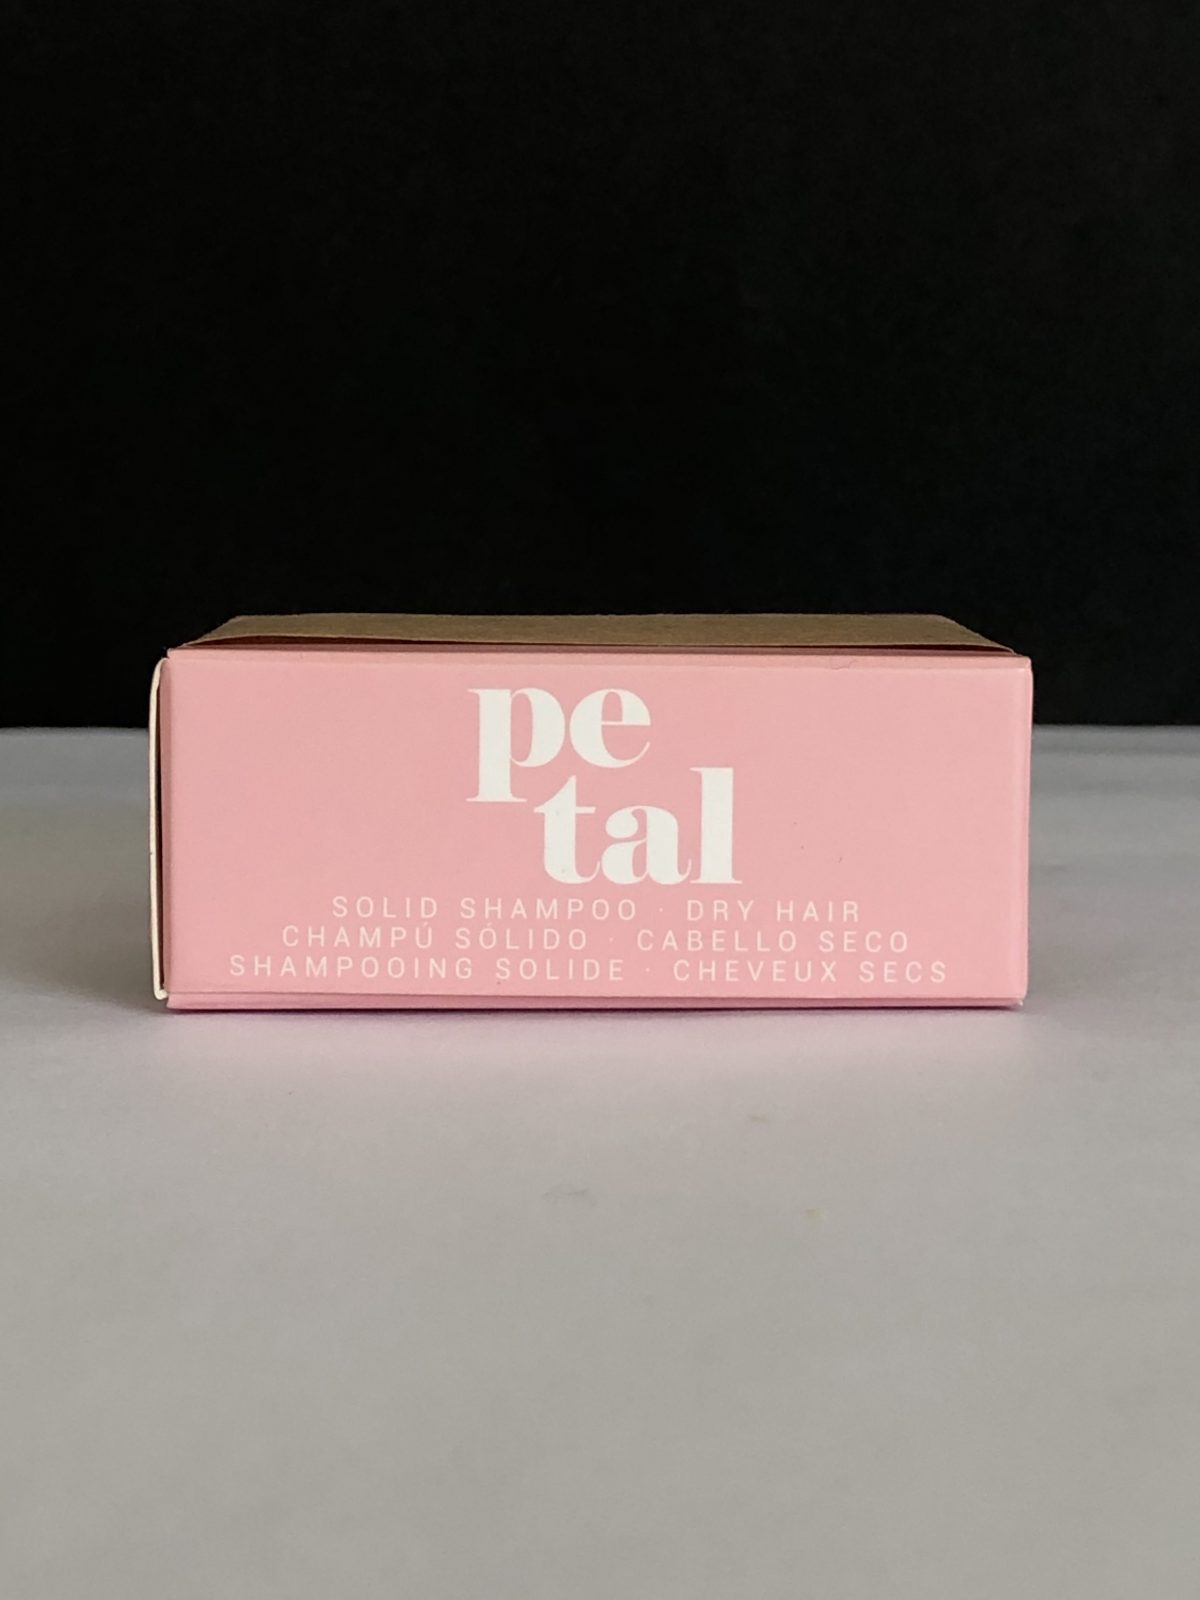 pe
tal
SOLID SHAMPOO · DRY HAIR
CHAMPÚ SÓLIDO · CABELLO SECO
SHAMPOOING SOLIDE · CHEVEUX SECS